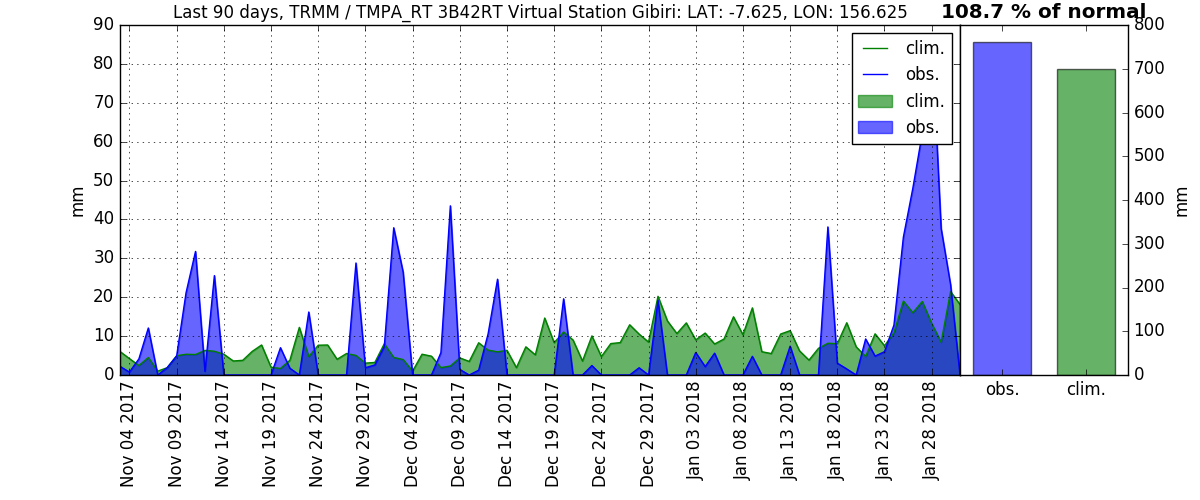 Last 90 days, TRMM / TMPA_RT 3B42RT Virtual Station Gibiri: LAT: -7.625, LON: 156.625
108.7 % of normal
90
80
70
60
50
40
30
20
10
0
mm
clim.
obs.
clim.
obs.
800
700
600
500
400
300
200
100
0
mm
obs.
clim.
Nov 04 2017
Nov 09 2017
Nov 14 2017
Nov 19 2017
Nov 24 2017
Nov 29 2017
Dec 04 2017
Dec 09 2017
Dec 14 2017
Dec 19 2017
Dec 24 2017
Dec 29 2017
Jan 03 2018
Jan 08 2018
Jan 13 2018
Jan 18 2018
Jan 23 2018
Jan 28 2018